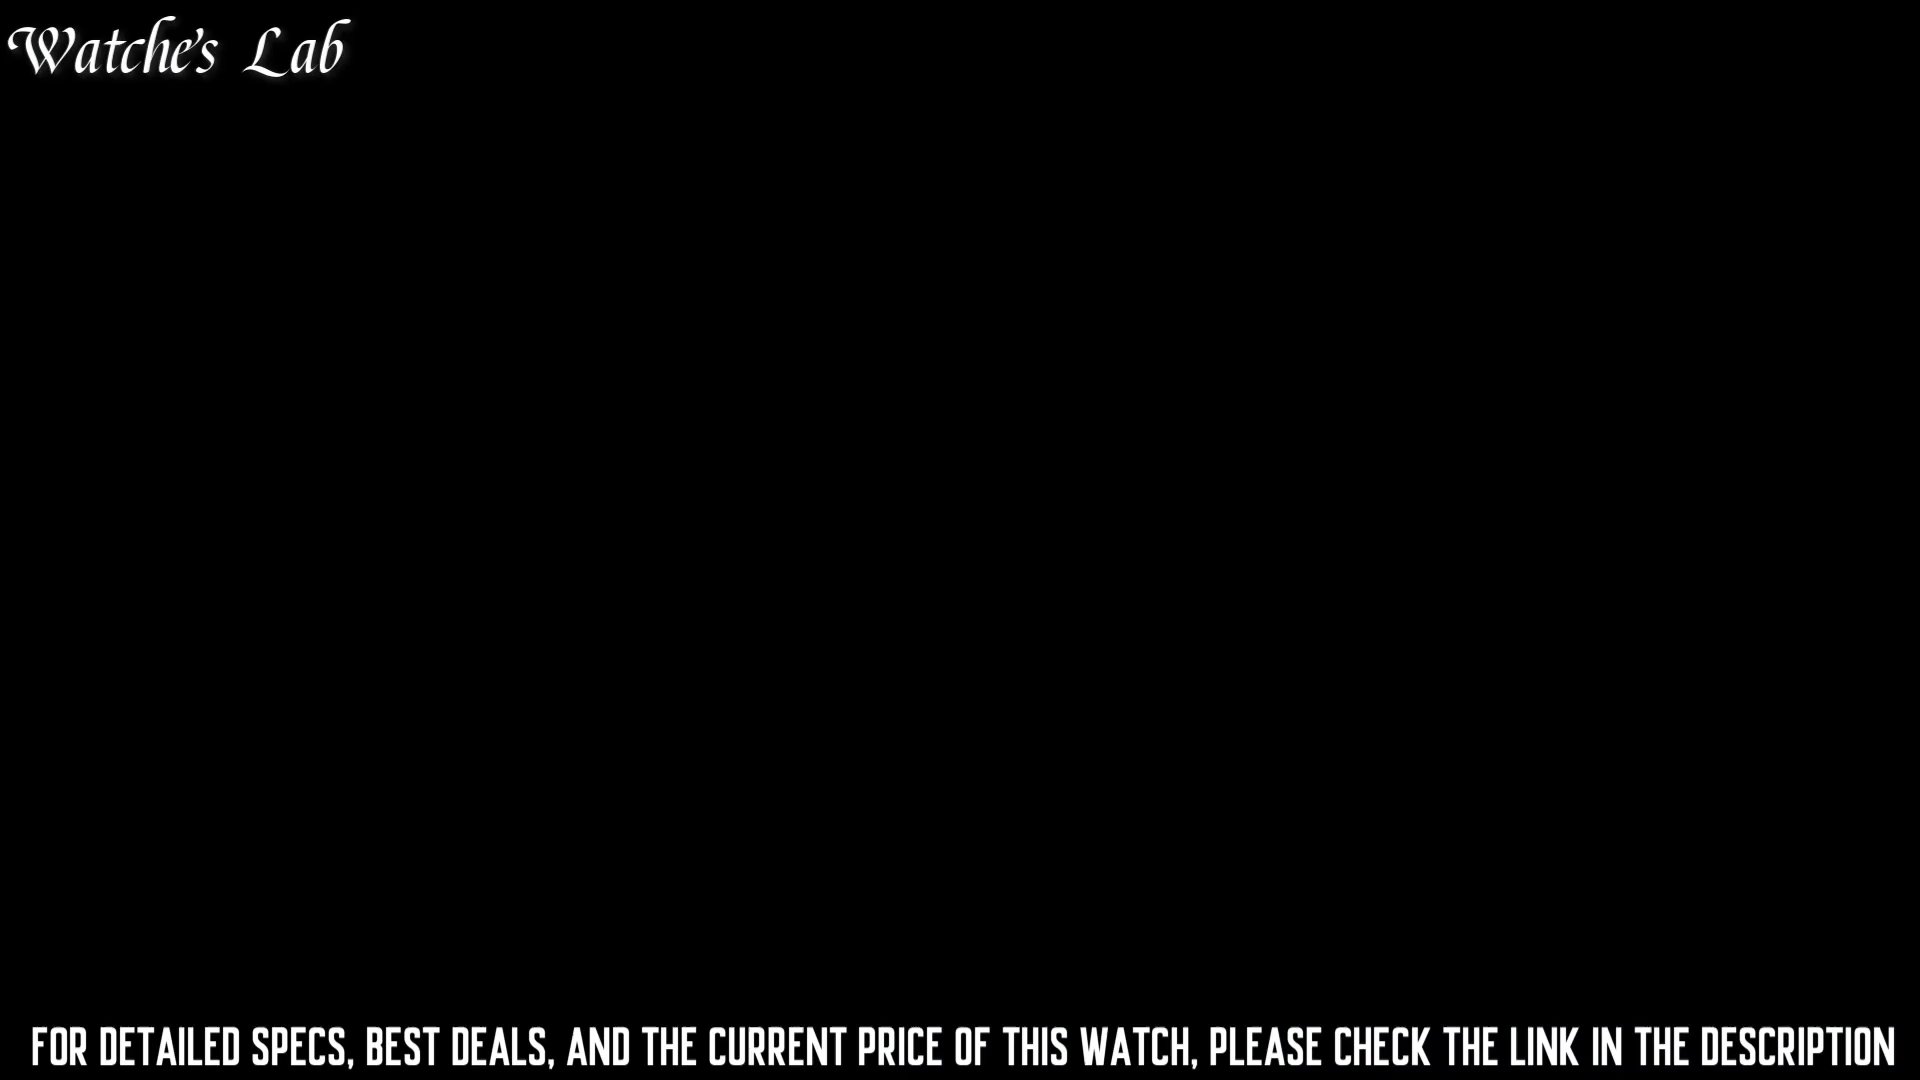 Watche's Lab
FOR DETAILED SPECS, BEST DEALS, AND THE CURRENT PRICE OF THIS WATCH, PLEASE CHECK THE LINK IN THE DESCRIPTION